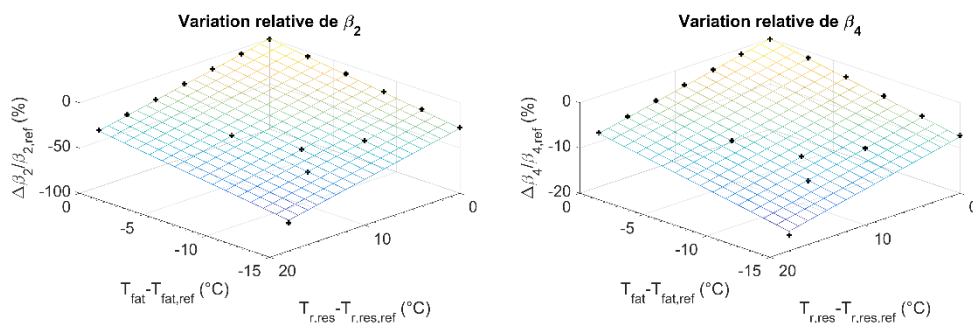 Variation relative de β2
Δβ2/β2,ref (%)
0
-50
-100
0
-5
-10
-15
20
10
0
Tfat-Tfat,ref (°C)
Tr,res-Tr,res,ref (°C)
Variation relative de β4
Δβ4/β4,ref (%)
0
-10
-20
0
-5
-10
-15
20
10
0
Tfat-Tfat,ref (°C)
Tr,res-Tr,res,ref (°C)